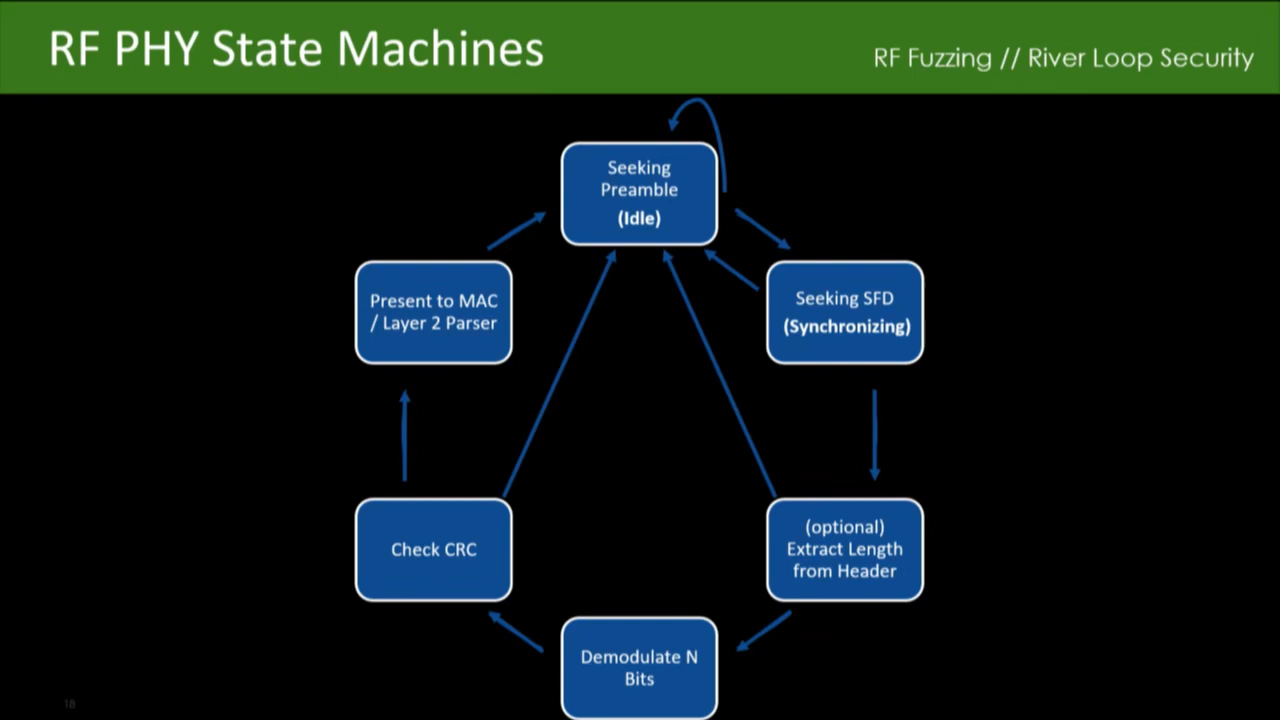 RF PHY State Machines
RF Fuzzing // River Loop Security
Seeking
Preamble
(Idle)
Seeking SFD
(Synchronizing)
(optional)
Extract Length
from Header
Demodulate N
Bits
Check CRC
Present to MAC
/ Layer 2 Parser
18